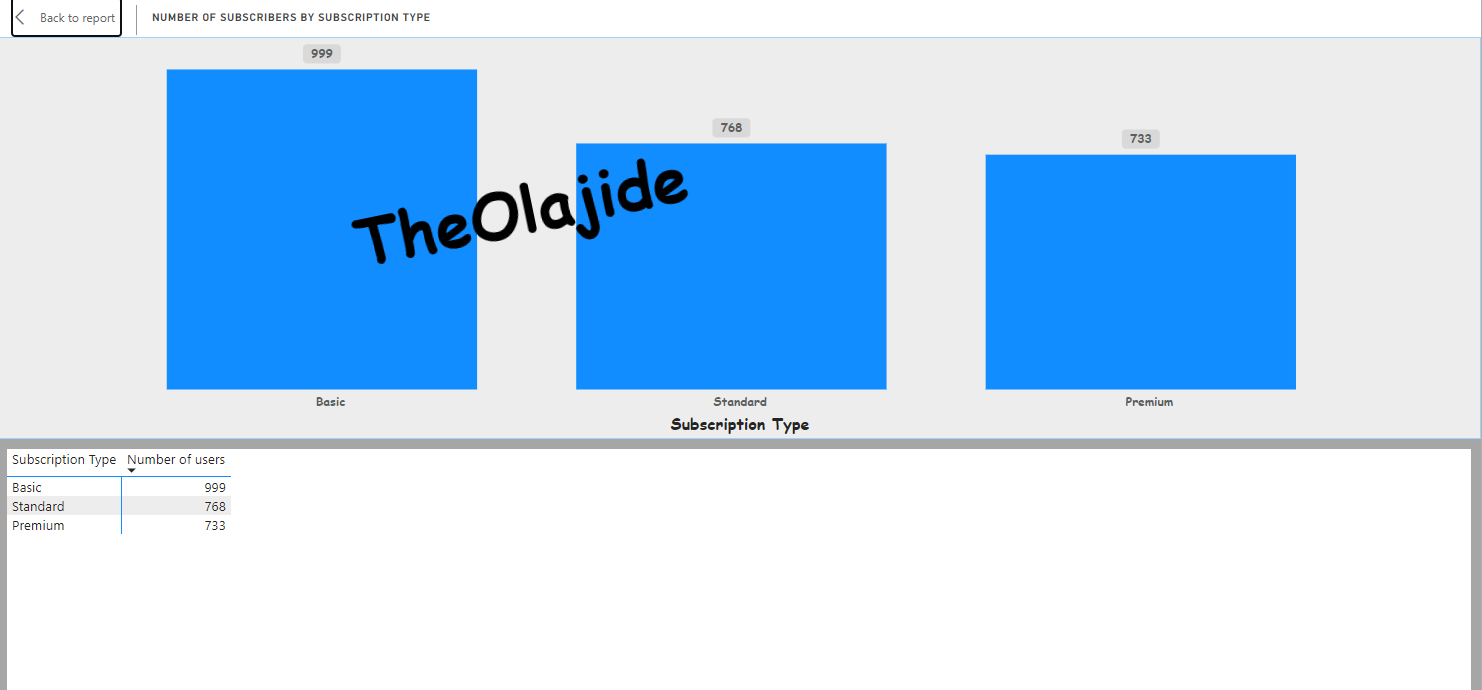 Back to report
NUMBER OF SUBSCRIBERS BY SUBSCRIPTION TYPE
999
768
733
TheOlajide
Basic Standard Premium
Subscription Type
Subscription Type Number of users
Basic 999
Standard 768
Premium 733